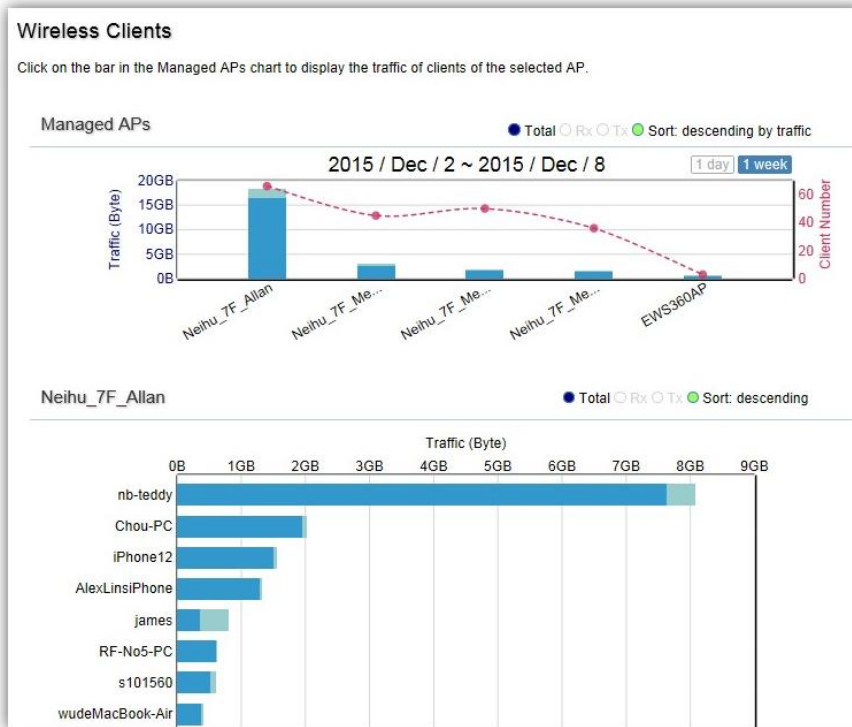 Wireless Clients
Click on the bar in the Managed APs chart to display the traffic of clients of the selected AP.
Managed APs
Total Rx Tx Sort: descending by traffic
2015 / Dec / 2 ~ 2015 / Dec / 8
1 day 1 week
Traffic (Byte)
20GB
15GB
10GB
5GB
0B
60
40
20
0
Client Number
Neihu_7F_Allan
Neihu_7F_Me...
Neihu_7F_Me...
Neihu_7F_Me...
EWS360AP
Neihu_7F_Allan
Total Rx Tx Sort: descending
Traffic (Byte)
0B 1GB 2GB 3GB 4GB 5GB 6GB 7GB 8GB 9GB
nb-teddy
Chou-PC
iPhone12
AlexLinsiPhone
james
RF-No5-PC
s101560
wudeMacBook-Air